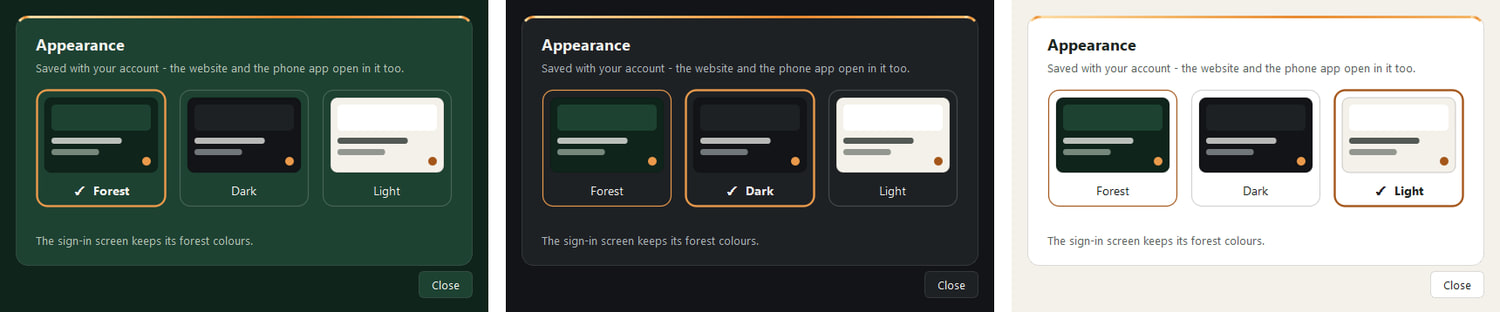 Appearance
Saved with your account - the website and the phone app open in it too.
✓ Forest
Dark
Light
The sign-in screen keeps its forest colours.
Close
Appearance
Saved with your account - the website and the phone app open in it too.
Forest
✓ Dark
Light
The sign-in screen keeps its forest colours.
Close
Appearance
Saved with your account - the website and the phone app open in it too.
Forest
Dark
✓ Light
The sign-in screen keeps its forest colours.
Close